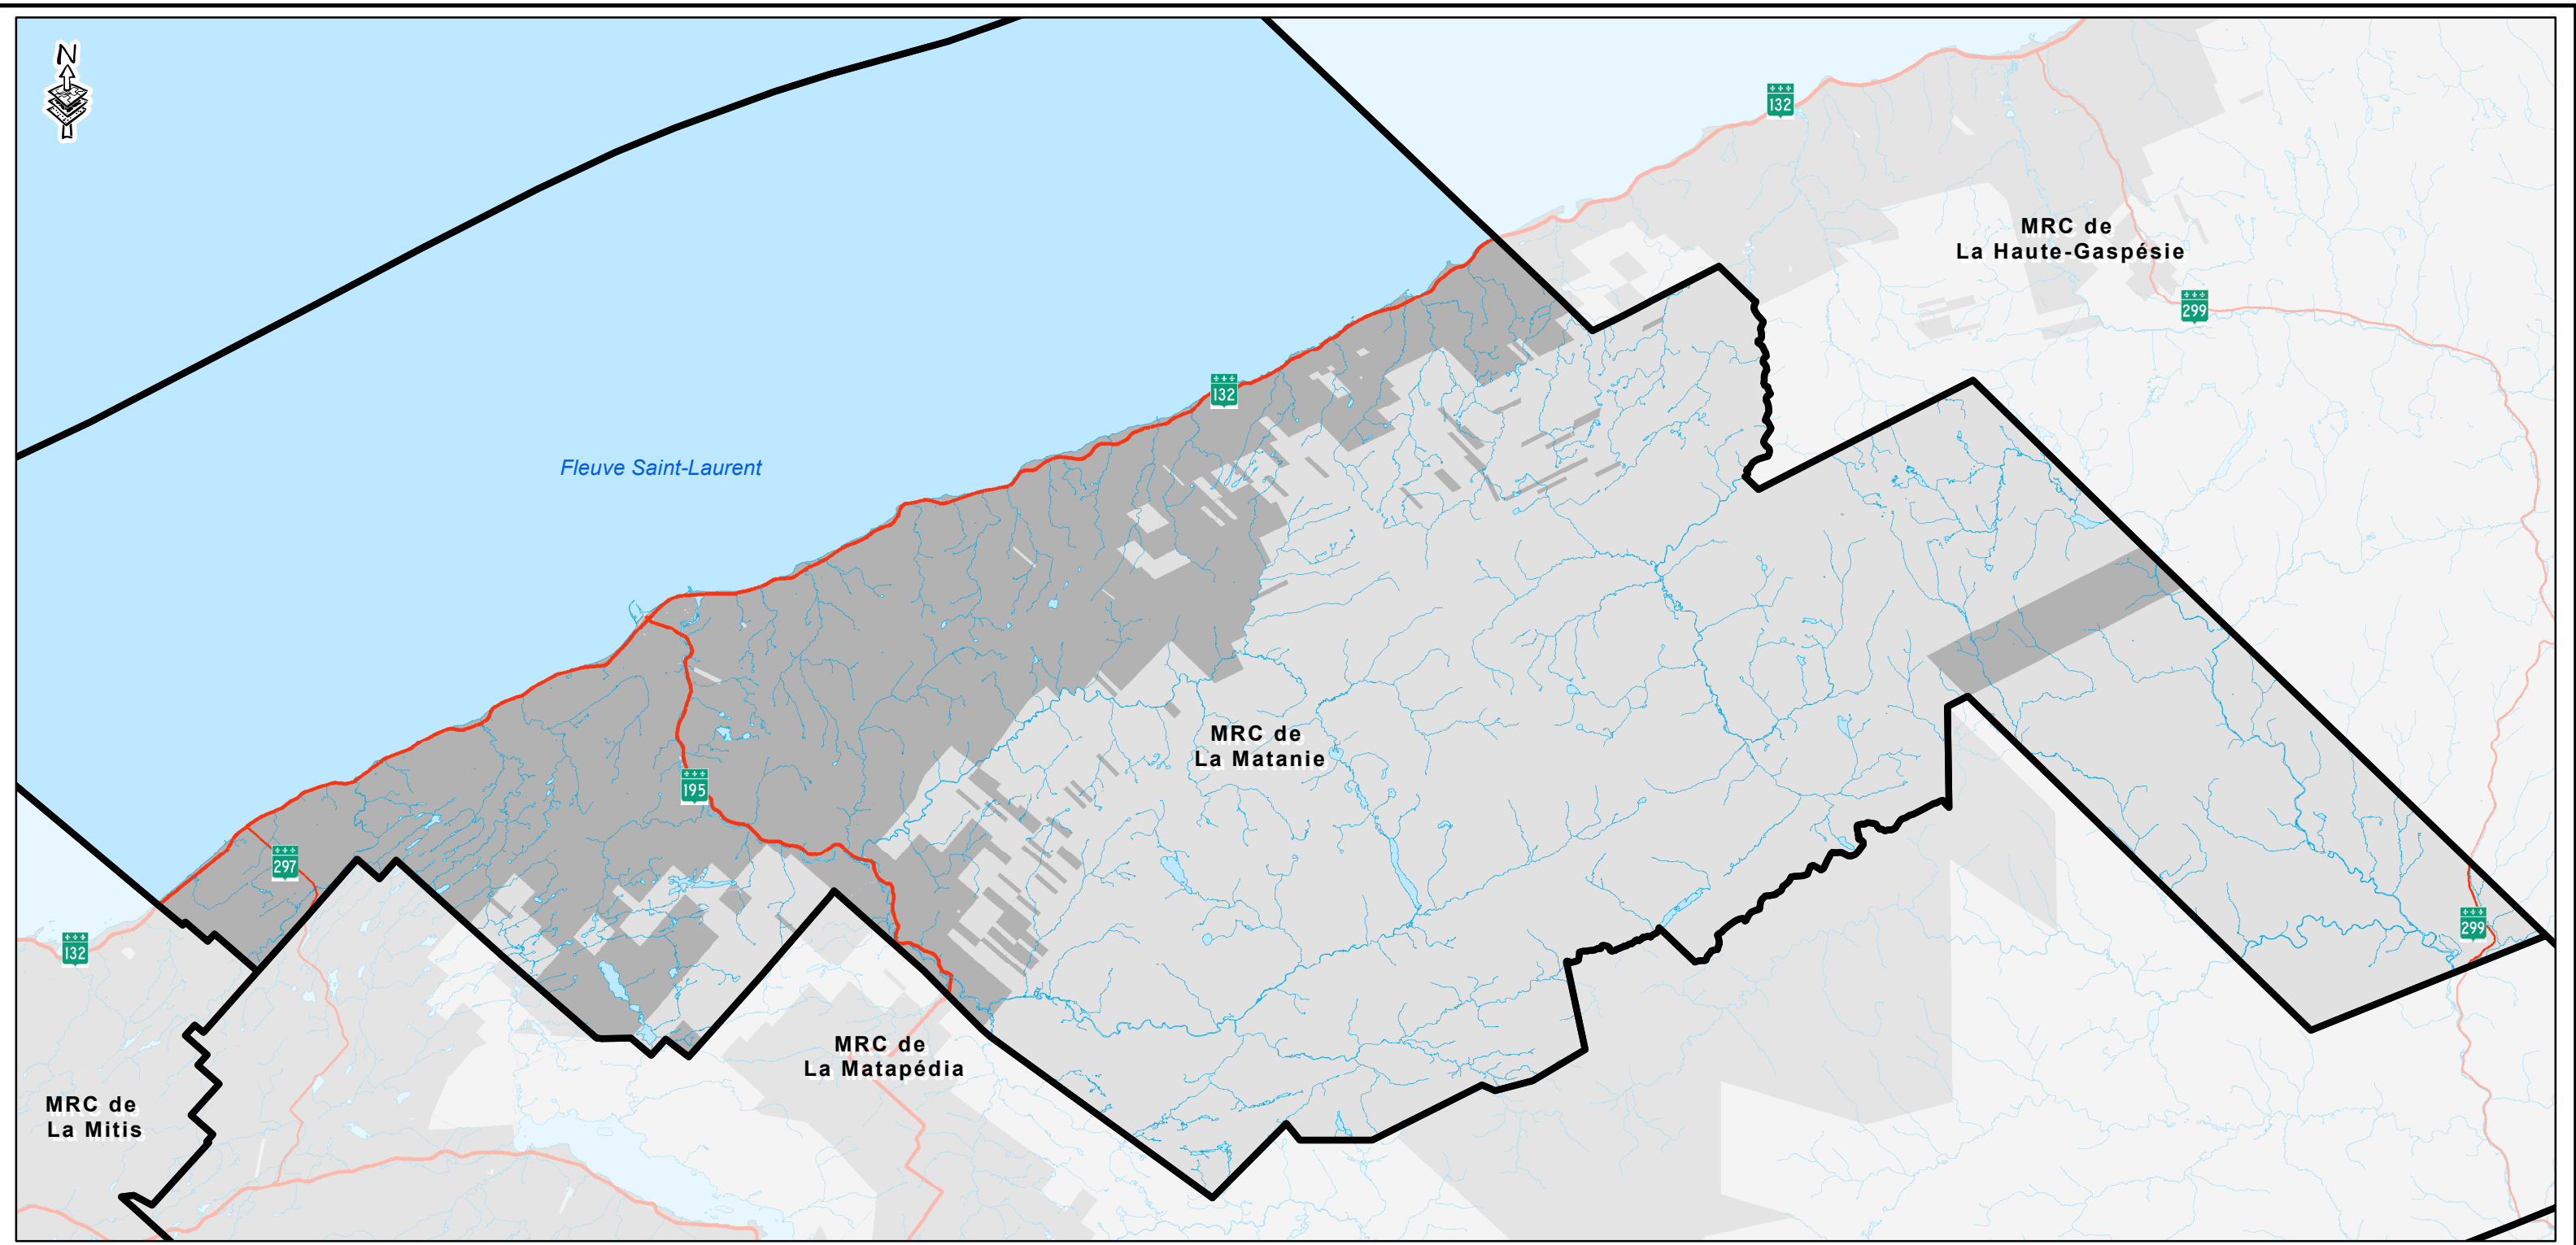 N
132
MRC de
La Haute-Gaspésie
299
132
Fleuve Saint-Laurent
MRC de
La Matanie
195
297
299
132
MRC de
La Matapédia
MRC de
La Mitis